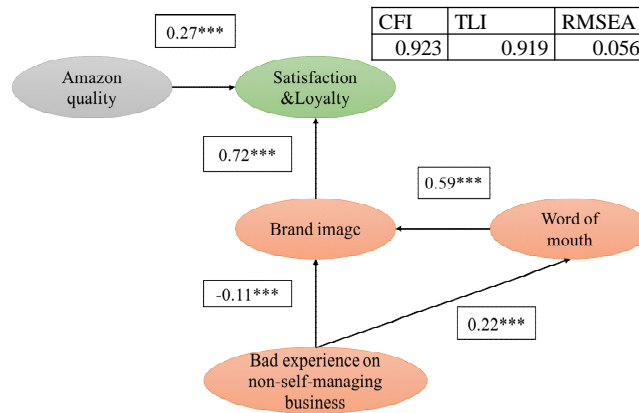 0.27***
CFI TLI RMSEA
0.923 0.919 0.056
Amazon
quality
Satisfaction
&Loyalty
0.72***
0.59***
Brand image
Word of
mouth
-0.11***
0.22***
Bad experience on
non-self-managing
business